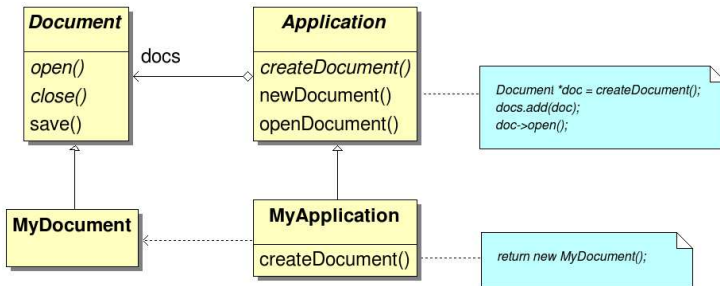 Document
open()
close()
save()
docs
Application
createDocument()
newDocument()
openDocument()
Document *doc = createDocument();
docs.add(doc);
doc->open();
MyDocument
MyApplication
createDocument()
return new MyDocument();